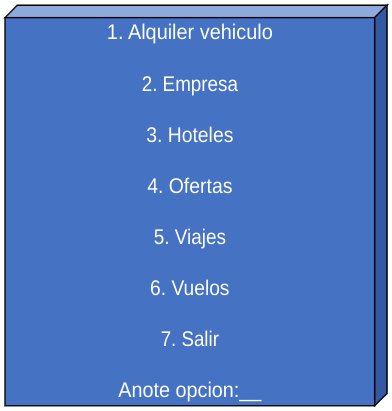 1. Alquiler vehiculo
2. Empresa
3. Hoteles
4. Ofertas
5. Viajes
6. Vuelos
7. Salir
Anote opcion:__